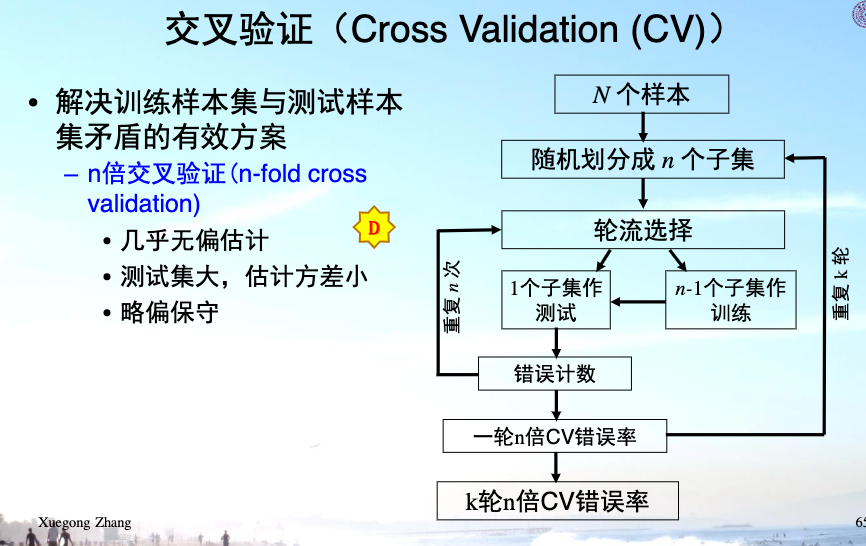 交叉验证（Cross Validation (CV)）
• 解决训练样本集与测试样本
集矛盾的有效方案
– n倍交叉验证(n-fold cross
validation)
• 几乎无偏估计
• 测试集大，估计方差小
• 略偏保守
D
N 个样本
随机划分成 n 个子集
轮流选择
1个子集作
测试
n-1个子集作
训练
重复 n 次
重复 k 轮
错误计数
一轮n倍CV错误率
k轮n倍CV错误率
Xuegong Zhang